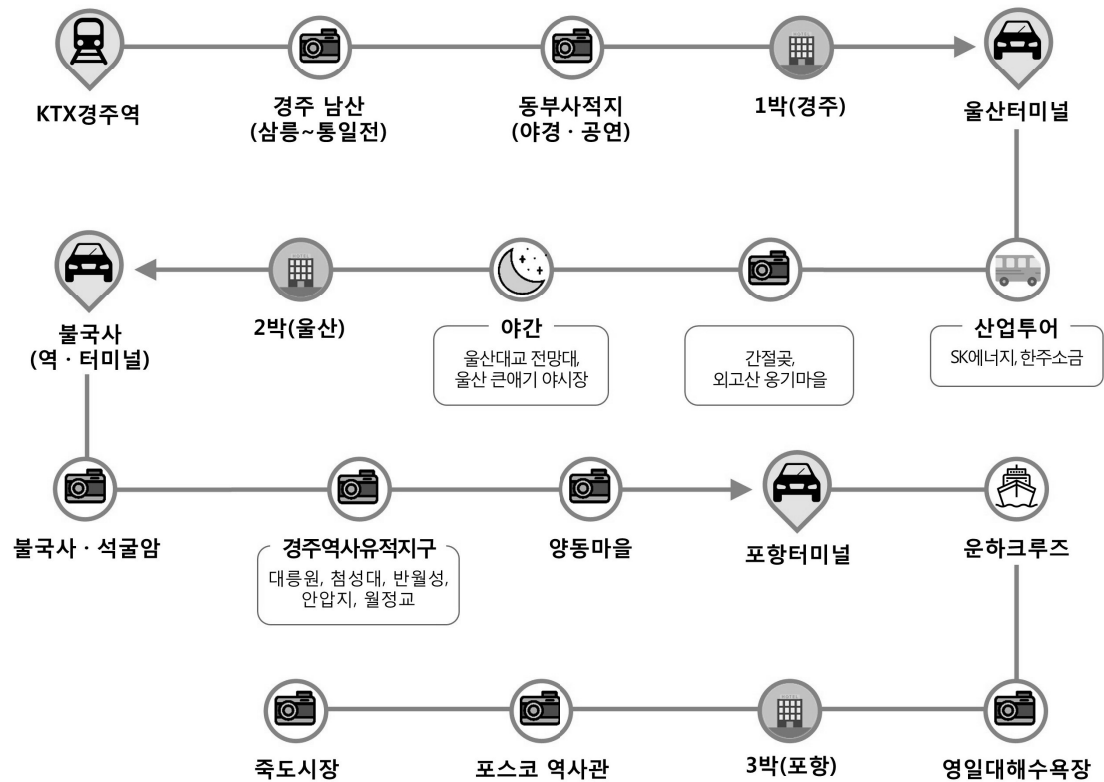 KTX경주역
경주 남산
(삼릉~통일전)
동부사적지
(야경·공연)
1박(경주)
울산터미널
산업투어
SK에너지, 한주소금
간절곶,
외고산 옹기마을
야간
울산대교 전망대,
울산 큰애기 야시장
2박(울산)
불국사
(역·터미널)
불국사·석굴암
경주역사유적지구
대릉원, 첨성대, 반월성,
안압지, 월정교
양동마을
포항터미널
운하크루즈
영일대해수욕장
3박(포항)
포스코 역사관
죽도시장